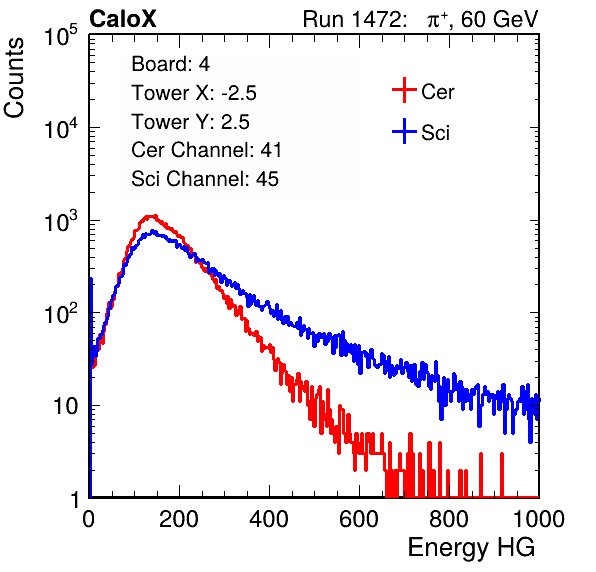 CaloX Run 1472: π⁺, 60 GeV
Board: 4
Tower X: -2.5
Tower Y: 2.5
Cer Channel: 41
Sci Channel: 45
Cer
Sci
Counts
10⁵
10⁴
10³
10²
10
1
0 200 400 600 800 1000
Energy HG